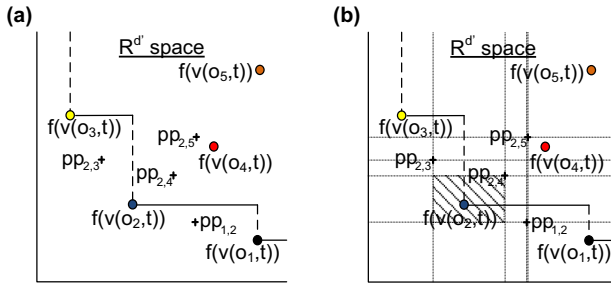 (a)
R^d' space
f(v(o5,t))
f(v(o3,t))
pp2,5
pp2,3
f(v(o4,t))
pp2,4
f(v(o2,t))
pp1,2
f(v(o1,t))
(b)
R^d' space
f(v(o5,t))
f(v(o3,t))
pp2,5
pp2,3
f(v(o4,t))
pp2,4
f(v(o2,t))
pp1,2
f(v(o1,t))